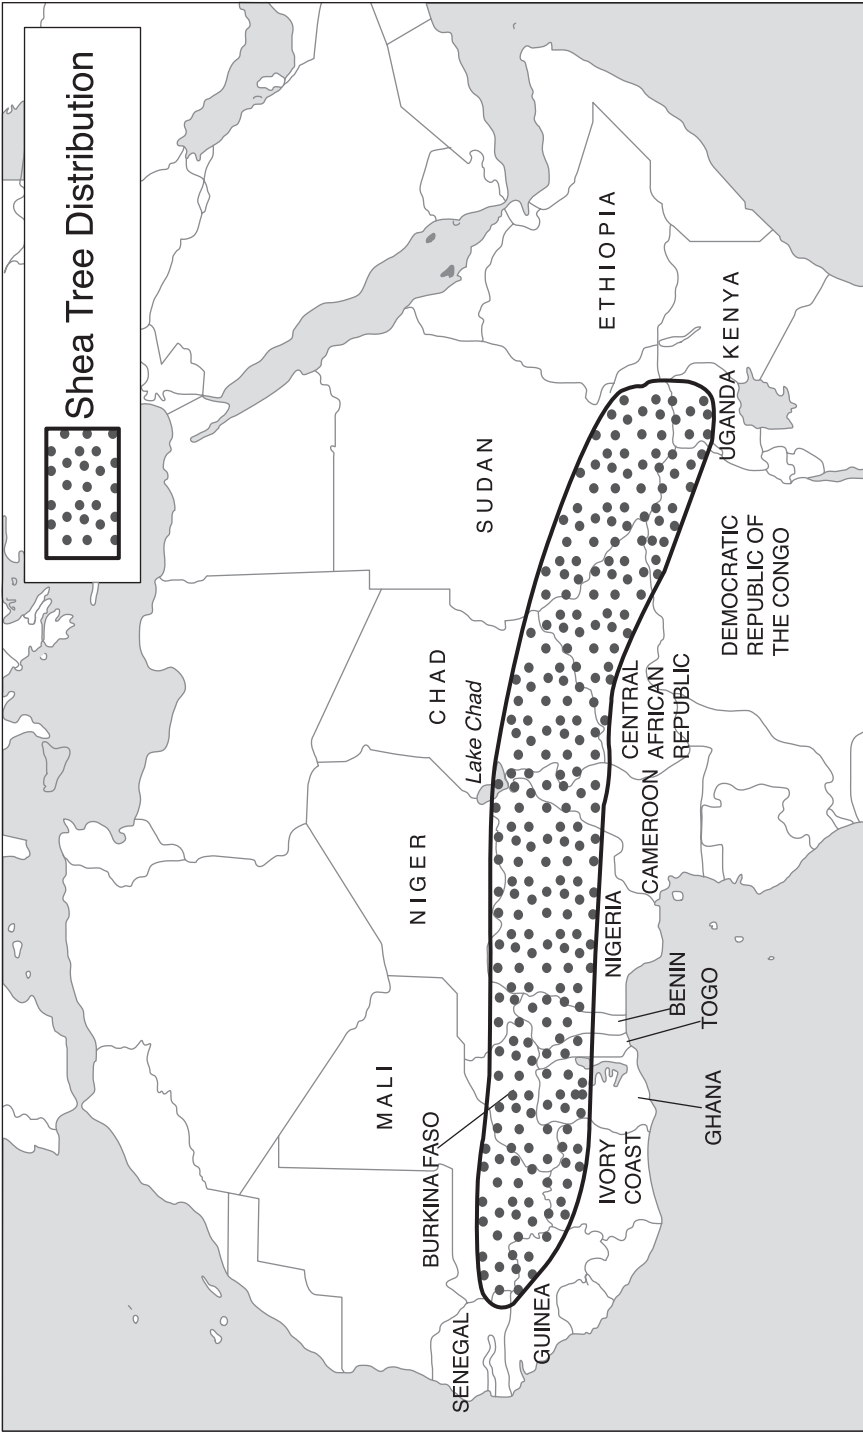 Shea Tree Distribution
SENEGAL
GUINEA
MALI
BURKINA FASO
IVORY
COAST
GHANA
TOGO
BENIN
NIGER
NIGERIA
CHAD
Lake Chad
CAMEROON
CENTRAL
AFRICAN
REPUBLIC
SUDAN
DEMOCRATIC
REPUBLIC OF
THE CONGO
ETHIOPIA
UGANDA
KENYA